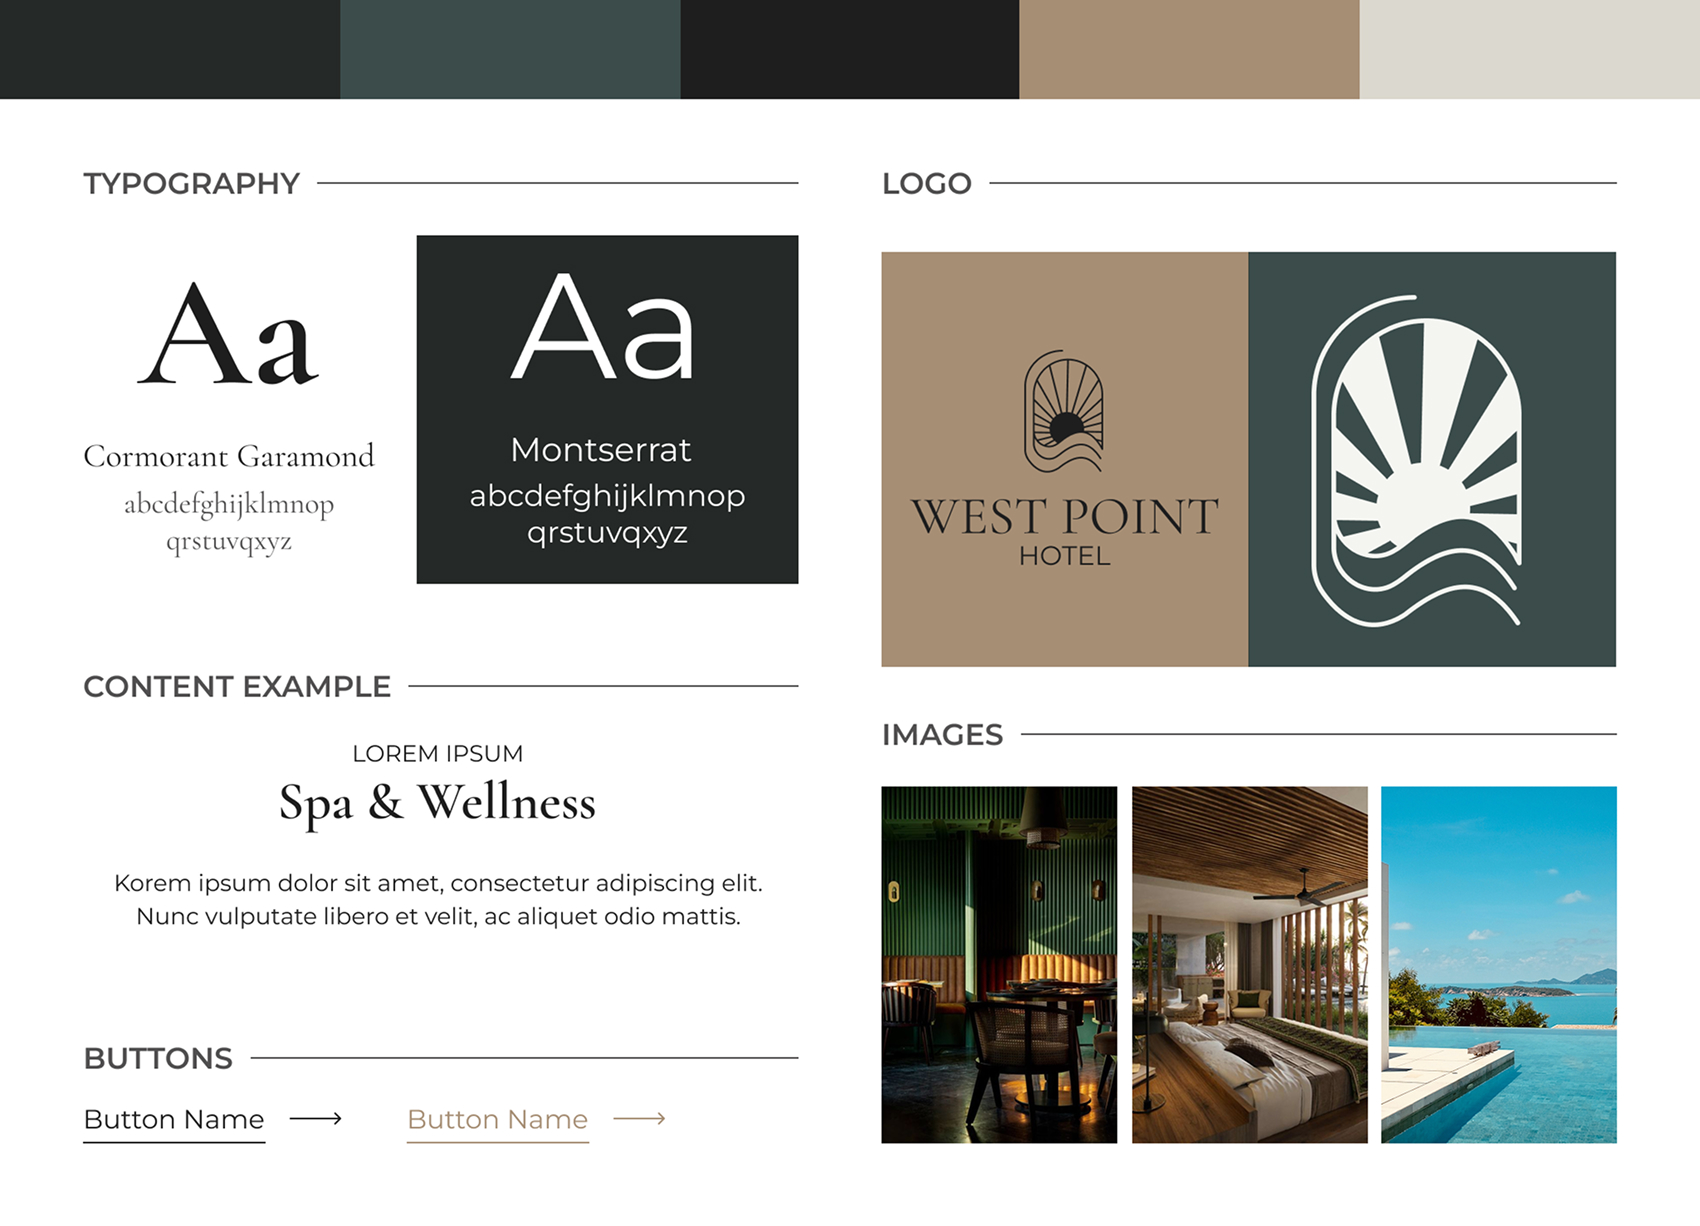 TYPOGRAPHY
Aa
Cormorant Garamond
abcdefghijklmnop
qrstuvqxyz
Aa
Montserrat
abcdefghijklmnop
qrstuvqxyz
CONTENT EXAMPLE
LOREM IPSUM
Spa & Wellness
Korem ipsum dolor sit amet, consectetur adipiscing elit.
Nunc vulputate libero et velit, ac aliquet odio mattis.
BUTTONS
Button Name
Button Name
LOGO
WEST POINT
HOTEL
IMAGES